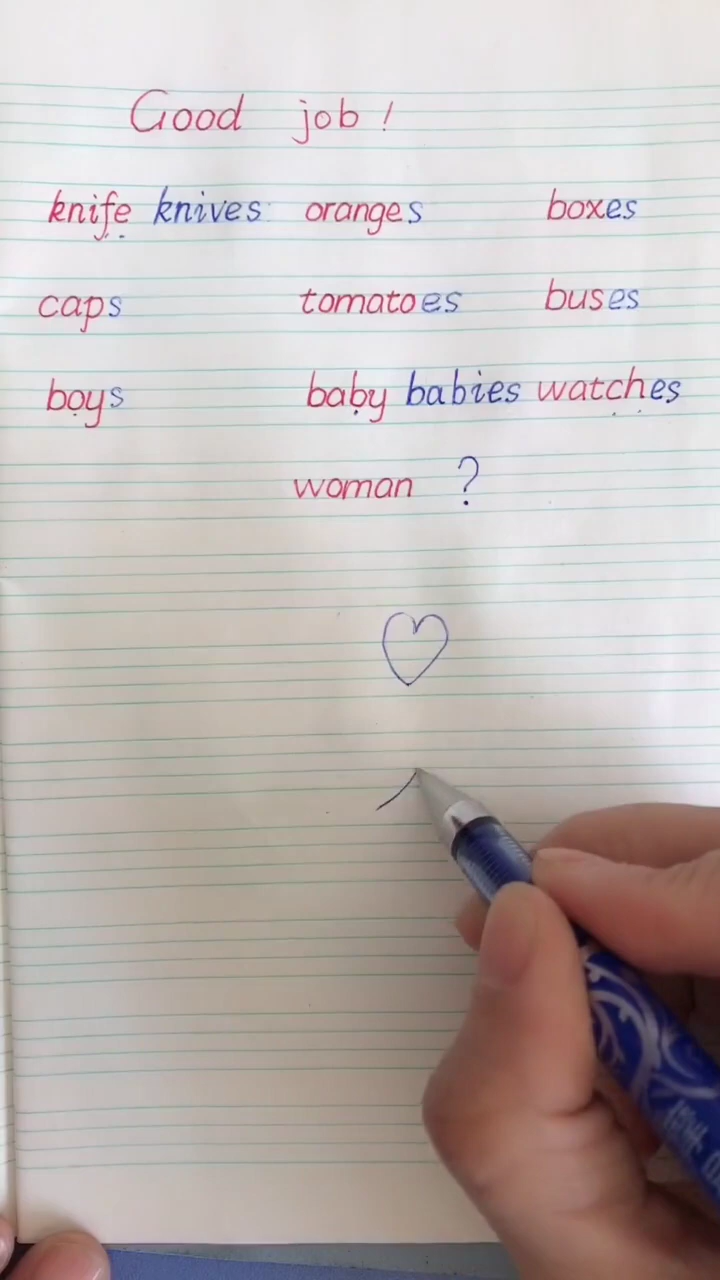 Good job !
knife knives oranges boxes
caps tomatoes buses
boys baby babies watches
woman ?